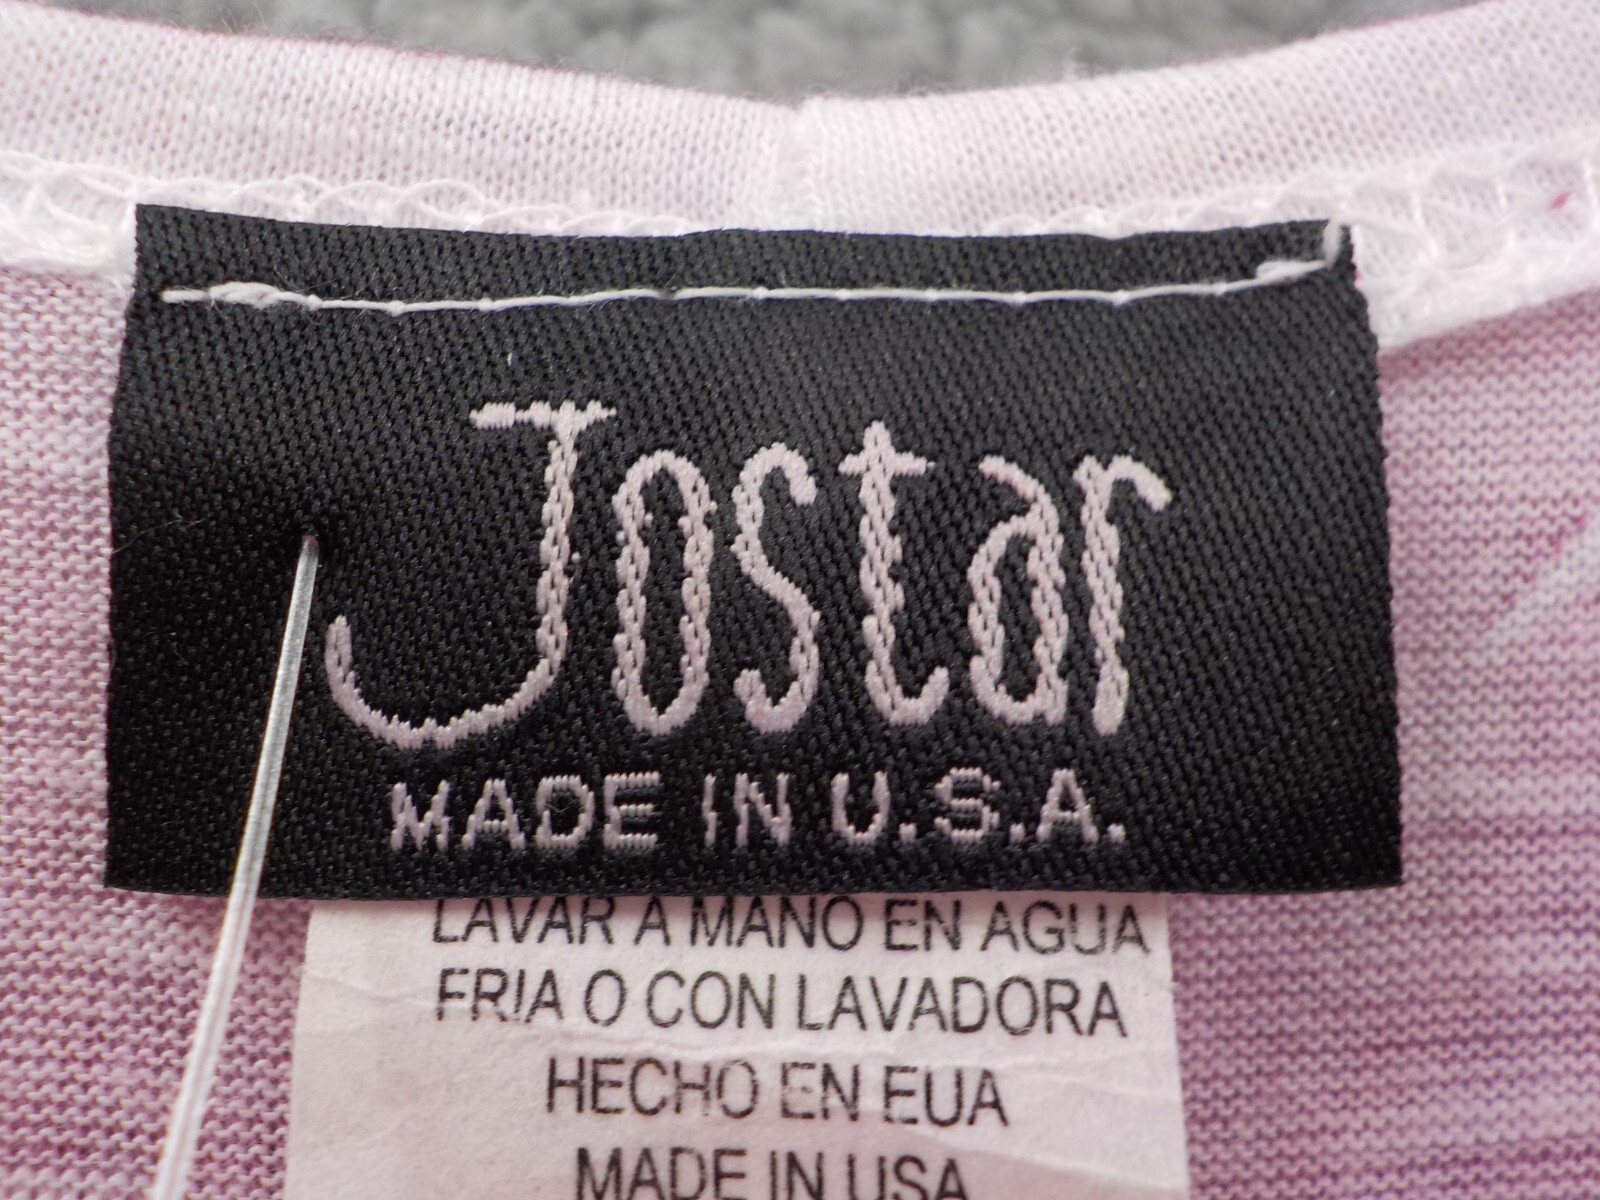 Jostar
MADE IN U.S.A.
LAVAR A MANO EN AGUA
FRIA O CON LAVADORA
HECHO EN EUA
MADE IN USA